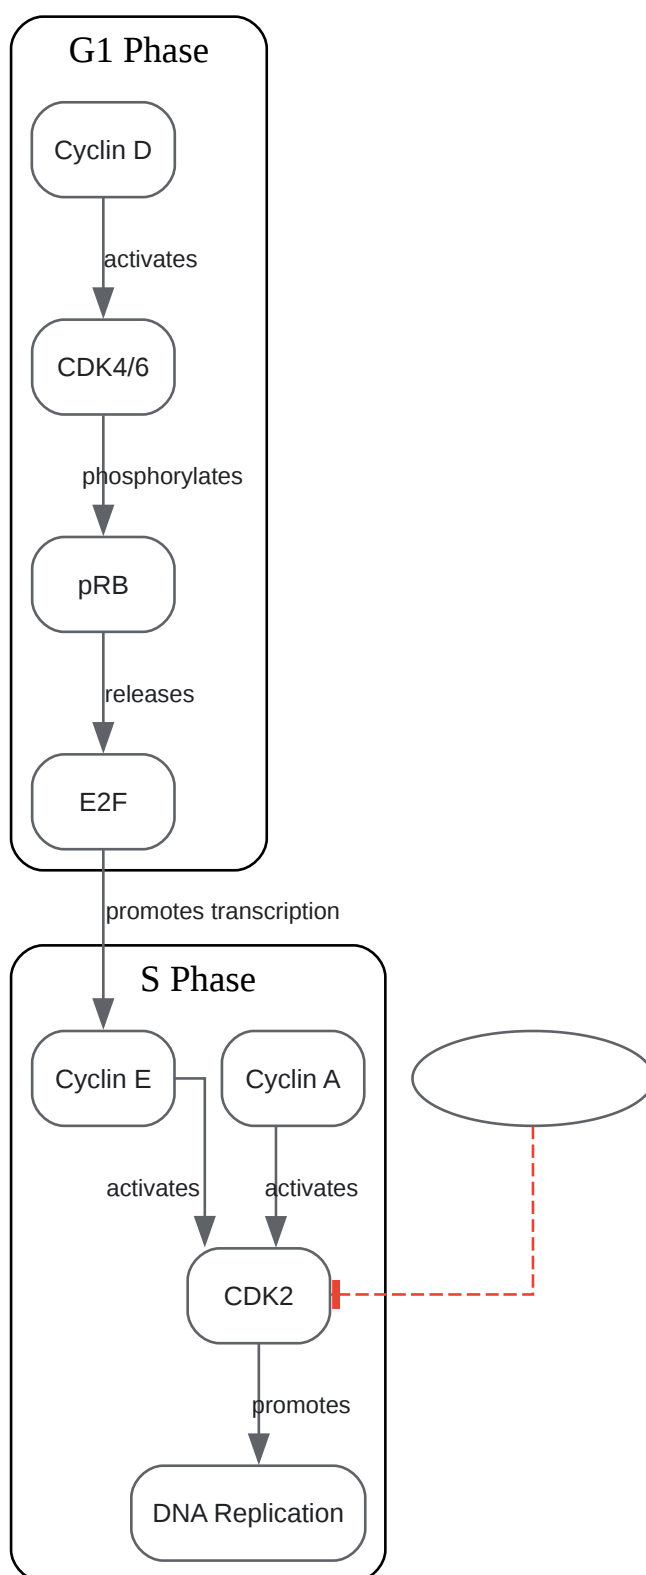 G1 Phase
Cyclin D
activates
CDK4/6
phosphorylates
pRB
releases
E2F
promotes transcription
S Phase
Cyclin E
Cyclin A
activates
activates
CDK2
promotes
DNA Replication